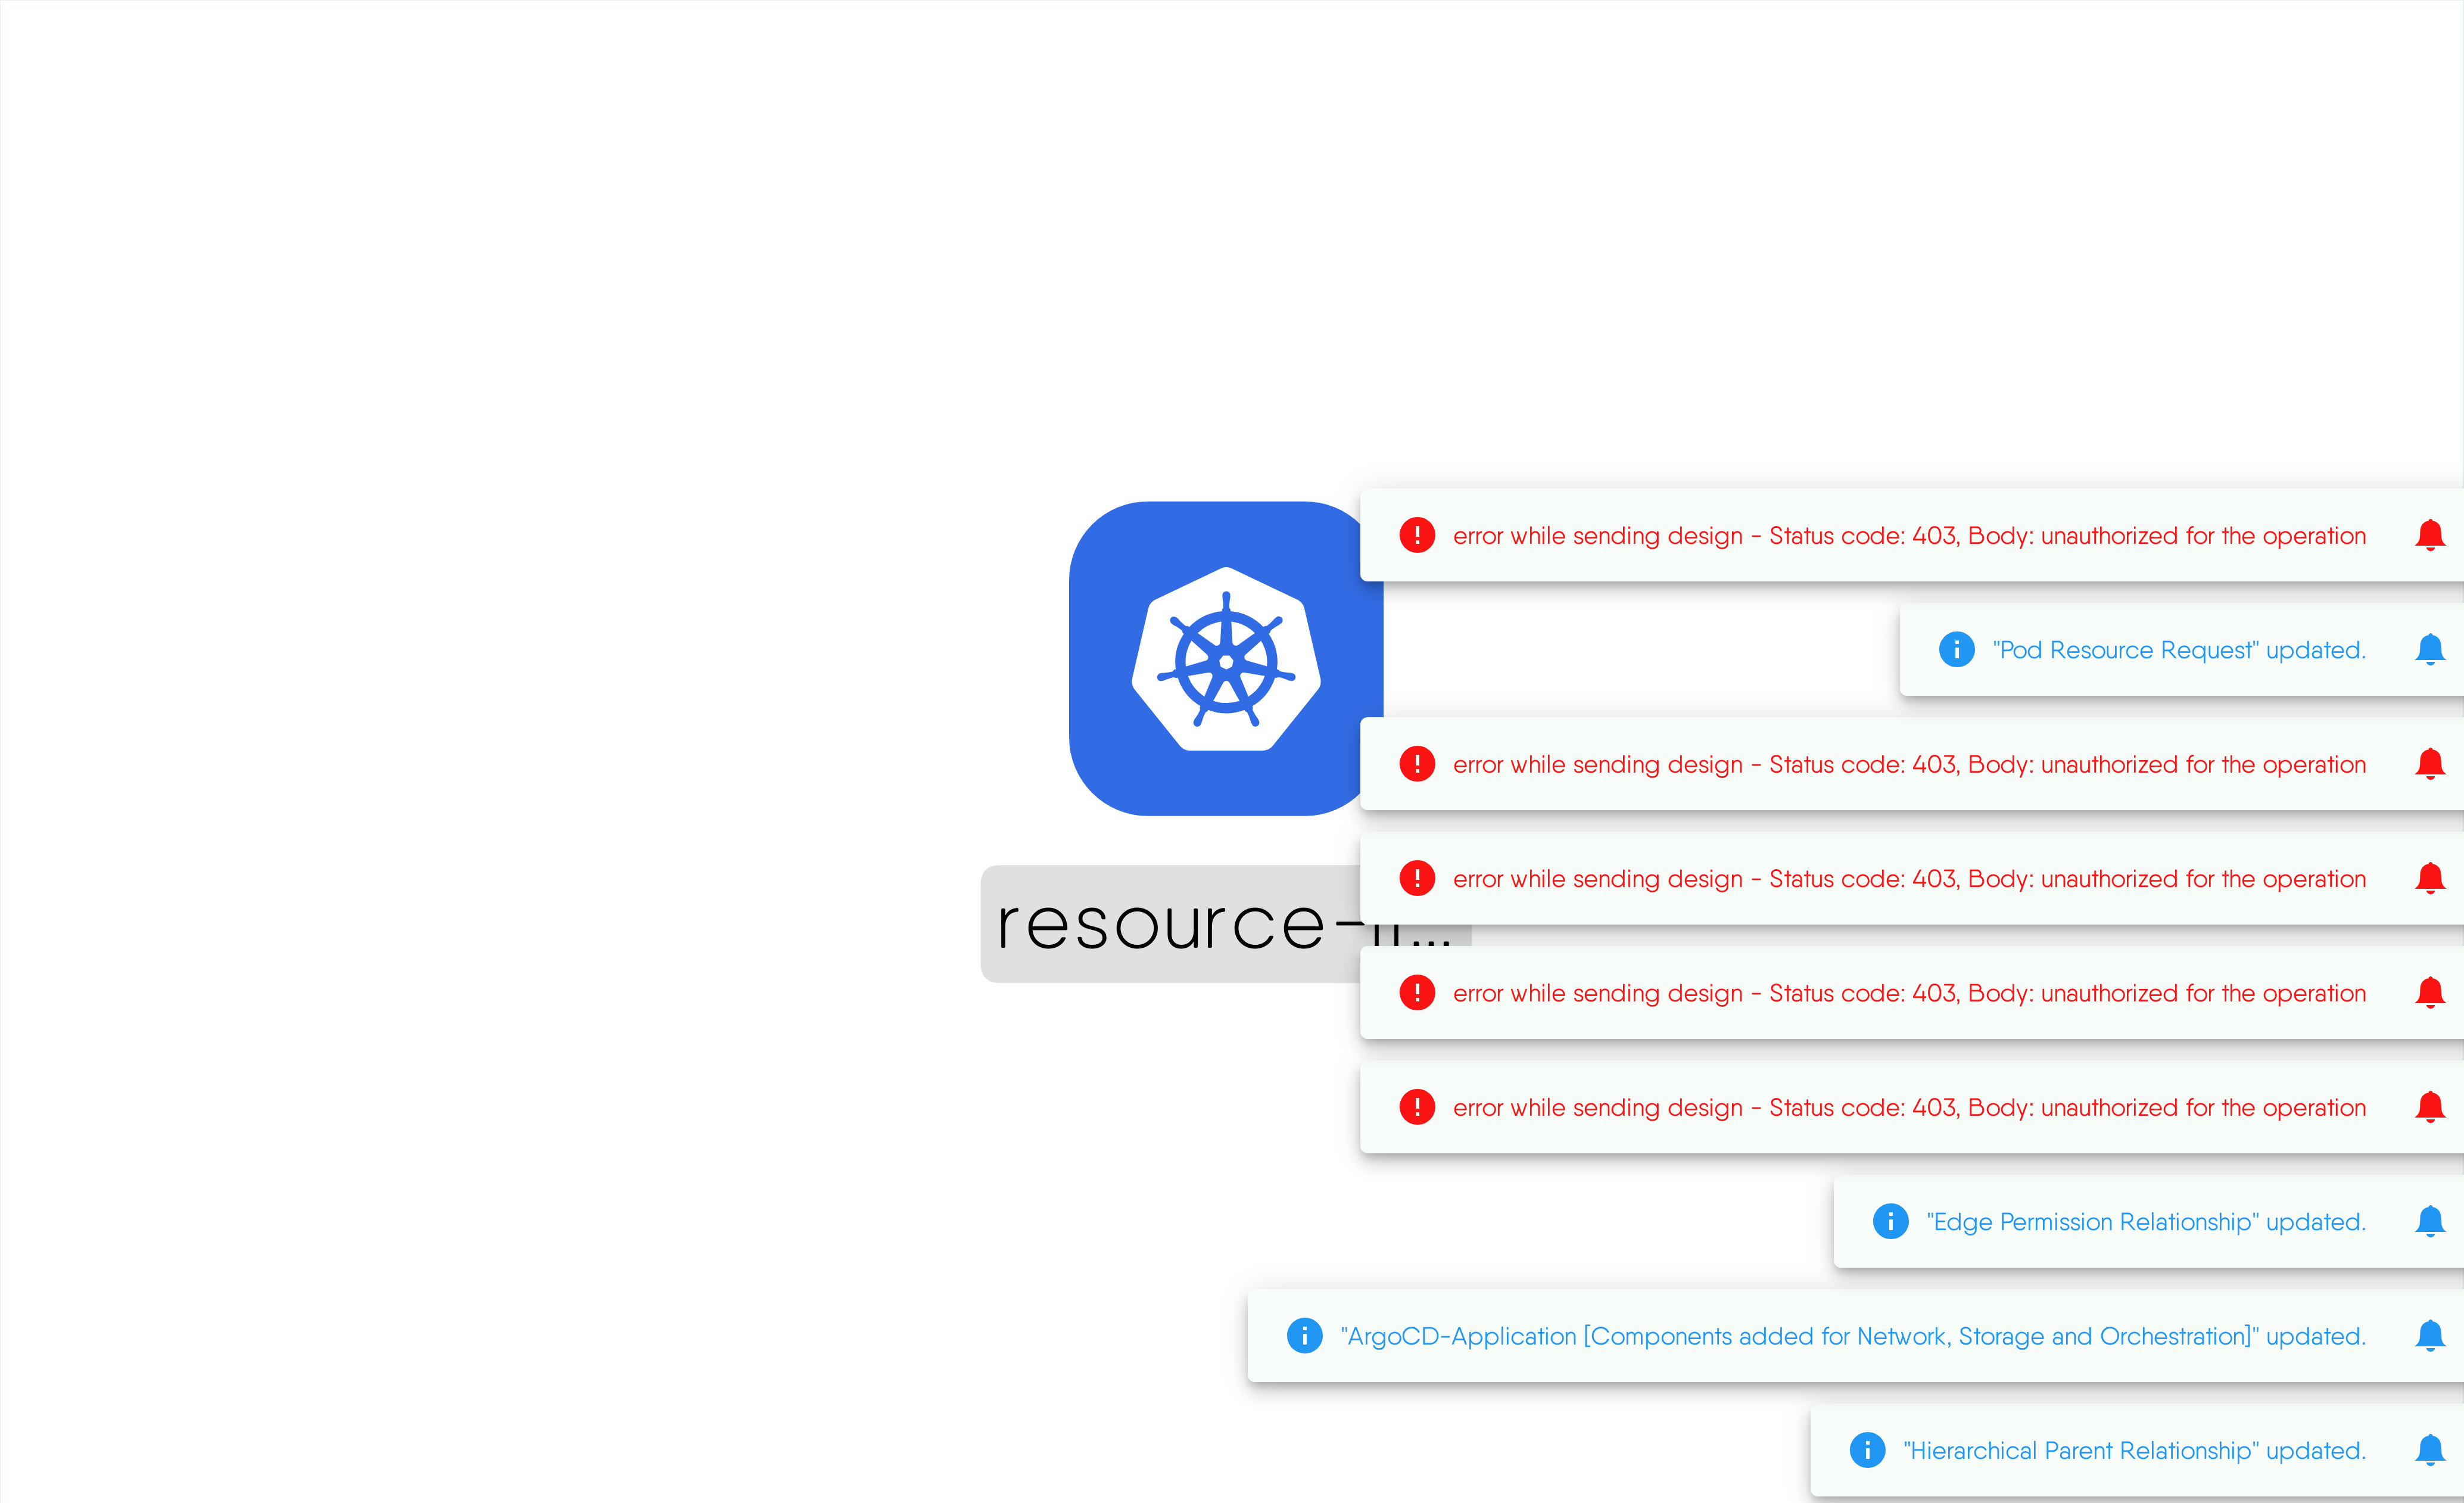 error while sending design - Status code: 403, Body: unauthorized for the operation
"Pod Resource Request" updated.
error while sending design - Status code: 403, Body: unauthorized for the operation
error while sending design - Status code: 403, Body: unauthorized for the operation
resource-
error while sending design - Status code: 403, Body: unauthorized for the operation
error while sending design - Status code: 403, Body: unauthorized for the operation
"Edge Permission Relationship" updated.
"ArgoCD-Application [Components added for Network, Storage and Orchestration]" updated.
"Hierarchical Parent Relationship" updated.